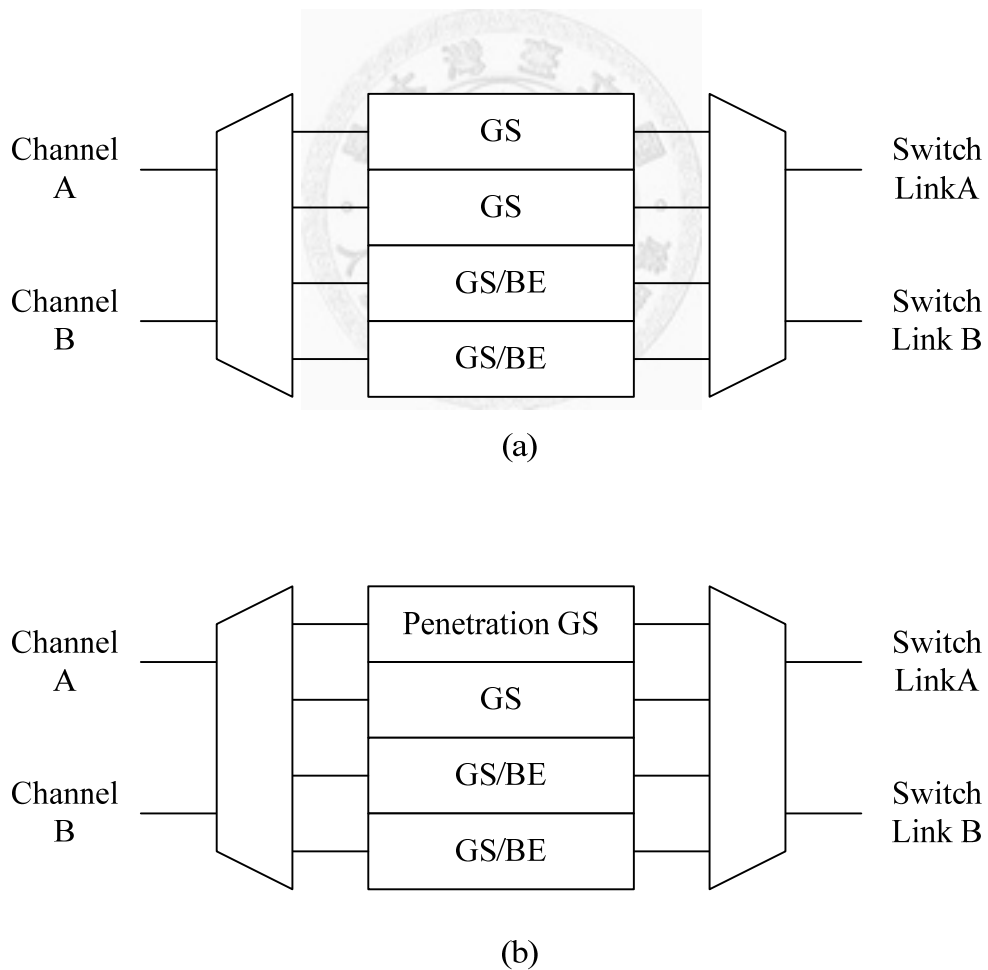 Channel
A
GS
GS
GS/BE
GS/BE
Channel
B
Switch
LinkA
Switch
Link B
(a)
Channel
A
Penetration GS
GS
GS/BE
GS/BE
Channel
B
Switch
LinkA
Switch
Link B
(b)